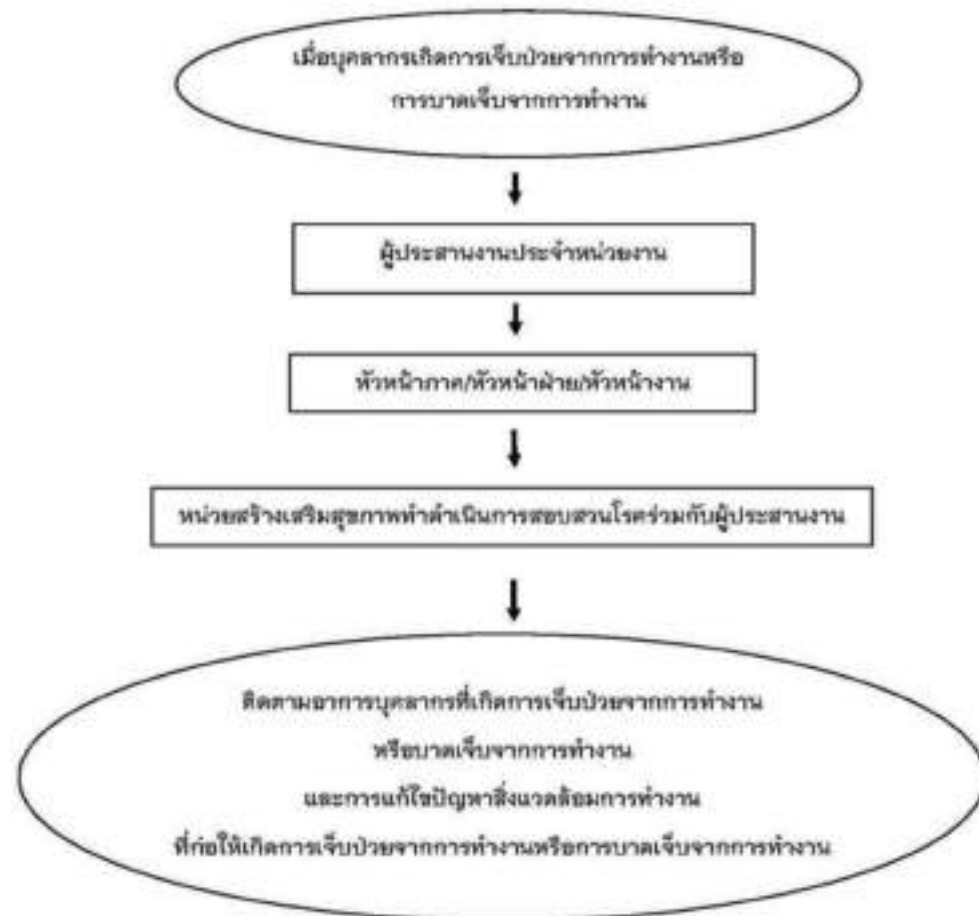 เมื่อบุคลากรเกิดการเจ็บป่วยจากการทำงานหรือ
การบาดเจ็บจากการทำงาน
ผู้ประสานงานประจำหน่วยงาน
หัวหน้าภาค/หัวหน้าฝ่าย/หัวหน้างาน
หน่วยสร้างเสริมสุขภาพทำดำเนินการสอบสวนโรคร่วมกับผู้ประสานงาน
ติดตามอาการบุคลากรที่เกิดการเจ็บป่วยจากการทำงาน
หรือบาดเจ็บจากการทำงาน
และการแก้ไขปัญหาสิ่งแวดล้อมการทำงาน
ที่ก่อให้เกิดการเจ็บป่วยจากการทำงานหรือการบาดเจ็บจากการทำงาน